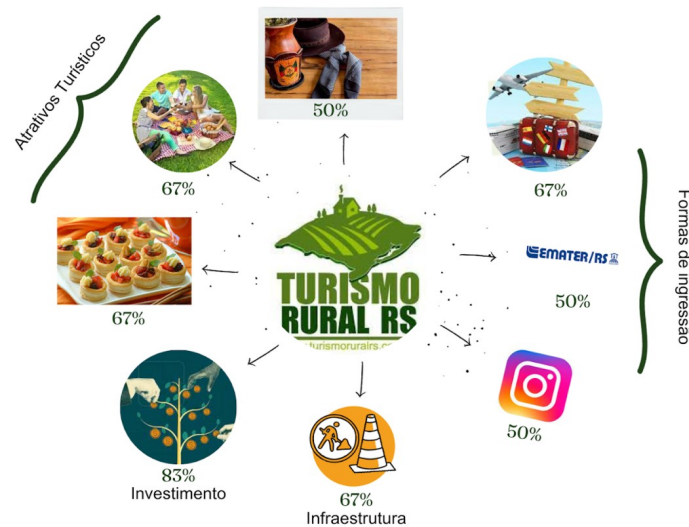 Atrativos Turísticos
50%
67%
67%
67%
EMATER/RS
50%
Formas de ingressão
TURISMO
RURAL RS
50%
83%
Investimento
67%
Infraestrutura